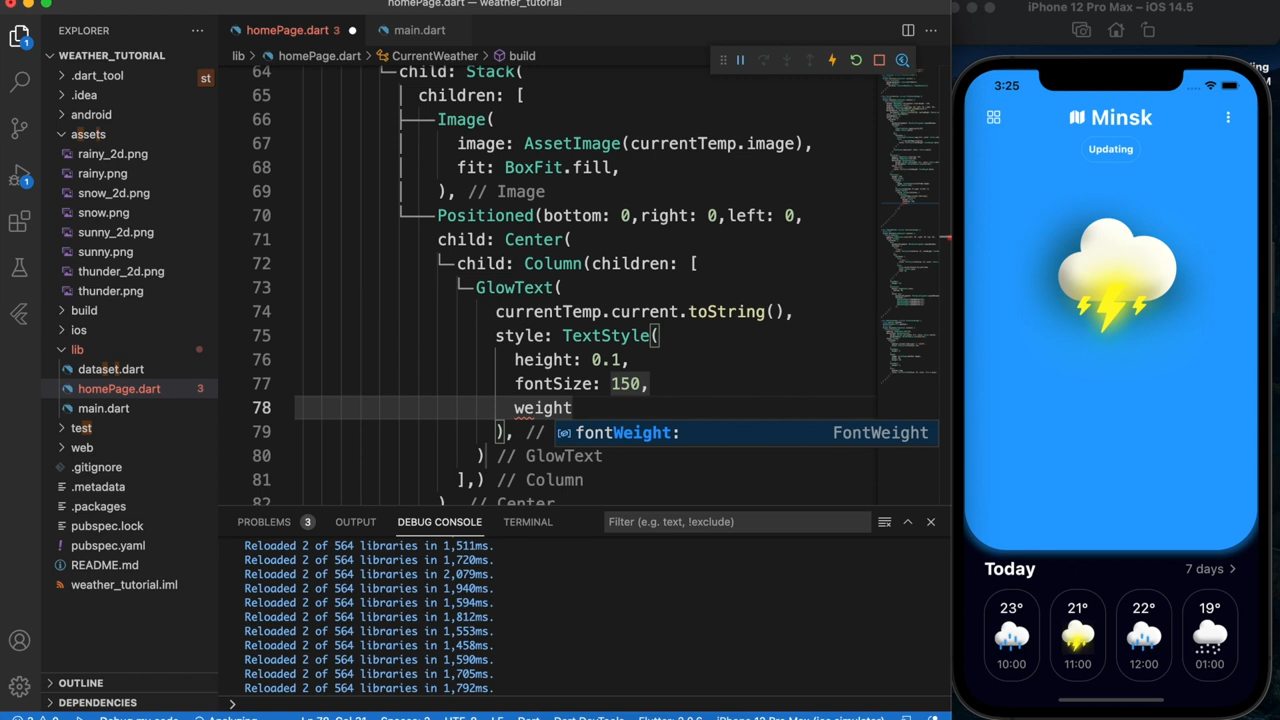 homePage.dart — weather_tutorial
EXPLORER
WEATHER_TUTORIAL
.dart_tool
.idea
android
assets
rainy_2d.png
rainy.png
snow_2d.png
snow.png
sunny_2d.png
sunny.png
thunder_2d.png
thunder.png
build
ios
lib
dataset.dart
homePage.dart 3
main.dart
test
web
.gitignore
.metadata
.packages
pubspec.lock
pubspec.yaml
README.md
weather_tutorial.iml
OUTLINE
DEPENDENCIES
1
1
st
homePage.dart 3
main.dart
lib > homePage.dart > CurrentWeather > build
64 child: Stack(
65 children: [
66 Image(
67 image: AssetImage(currentTemp.image),
68 fit: BoxFit.fill,
69 ), // Image
70 Positioned(bottom: 0,right: 0,left: 0,
71 child: Center(
72 child: Column(children: [
73 GlowText(
74 currentTemp.current.toString(),
75 style: TextStyle(
76 height: 0.1,
77 fontSize: 150,
78 weight
79 ), //
fontWeight: FontWeight
80 ) // GlowText
81 ],) // Column
82 ) // Center
PROBLEMS 3 OUTPUT DEBUG CONSOLE TERMINAL
Filter (e.g. text, !exclude)
Reloaded 2 of 564 libraries in 1,511ms.
Reloaded 2 of 564 libraries in 1,720ms.
Reloaded 2 of 564 libraries in 2,079ms.
Reloaded 2 of 564 libraries in 1,940ms.
Reloaded 2 of 564 libraries in 1,594ms.
Reloaded 2 of 564 libraries in 1,812ms.
Reloaded 2 of 564 libraries in 1,553ms.
Reloaded 2 of 564 libraries in 1,458ms.
Reloaded 2 of 564 libraries in 1,590ms.
Reloaded 2 of 564 libraries in 1,705ms.
Reloaded 2 of 564 libraries in 1,792ms.
iPhone 12 Pro Max – iOS 14.5
3:25
Minsk
Updating
Today
7 days >
23° 21° 22° 19°
10:00 11:00 12:00 01:00